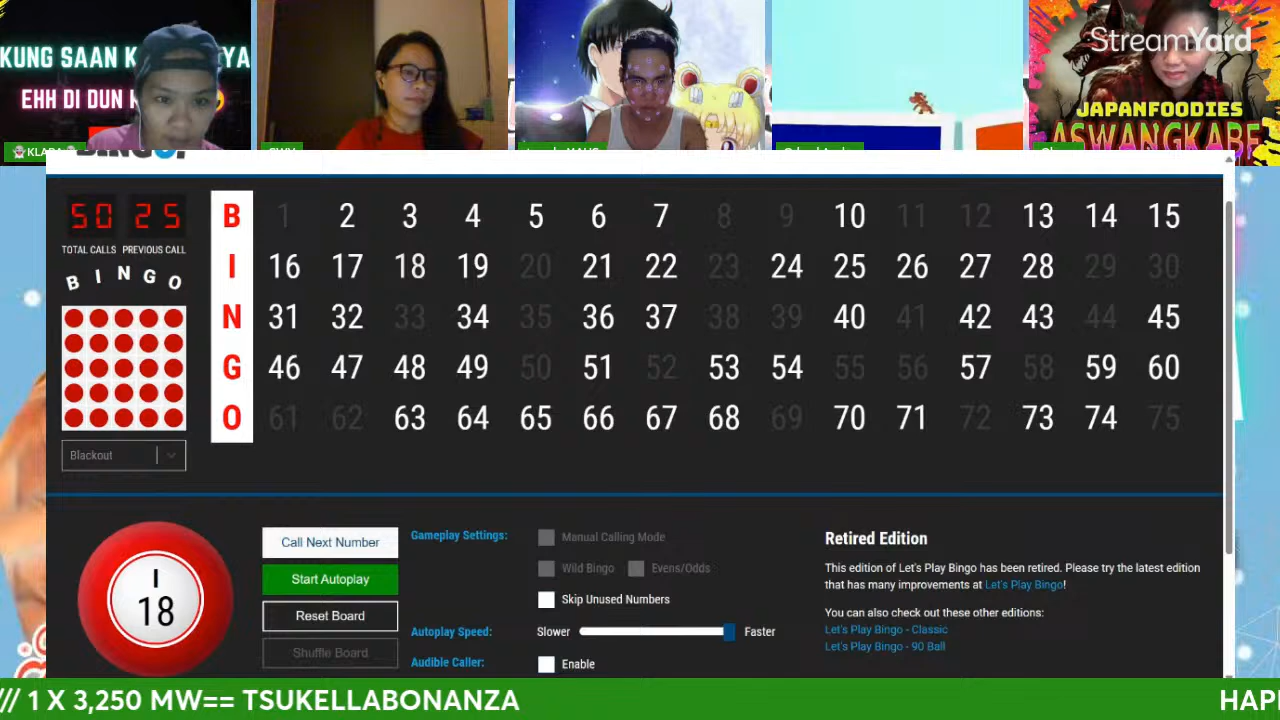 KUNG SAAN K YA
EHH DI DUN
StreamYard
JAPANFOODIES
ASWANGKABE
50 25
TOTAL CALLS PREVIOUS CALL
B I N G O
B 1 2 3 4 5 6 7 8 9 10 11 12 13 14 15
I 16 17 18 19 20 21 22 23 24 25 26 27 28 29 30
N 31 32 33 34 35 36 37 38 39 40 41 42 43 44 45
G 46 47 48 49 50 51 52 53 54 55 56 57 58 59 60
O 61 62 63 64 65 66 67 68 69 70 71 72 73 74 75
Blackout
I
18
Call Next Number
Start Autoplay
Reset Board
Shuffle Board
Gameplay Settings:
Manual Calling Mode
Wild Bingo Evens/Odds
Skip Unused Numbers
Autoplay Speed: Slower Faster
Audible Caller: Enable
Retired Edition
This edition of Let's Play Bingo has been retired. Please try the latest edition
that has many improvements at Let's Play Bingo!
You can also check out these other editions:
Let's Play Bingo - Classic
Let's Play Bingo - 90 Ball
/// 1 X 3,250 MW== TSUKELLABONANZA
HAPI